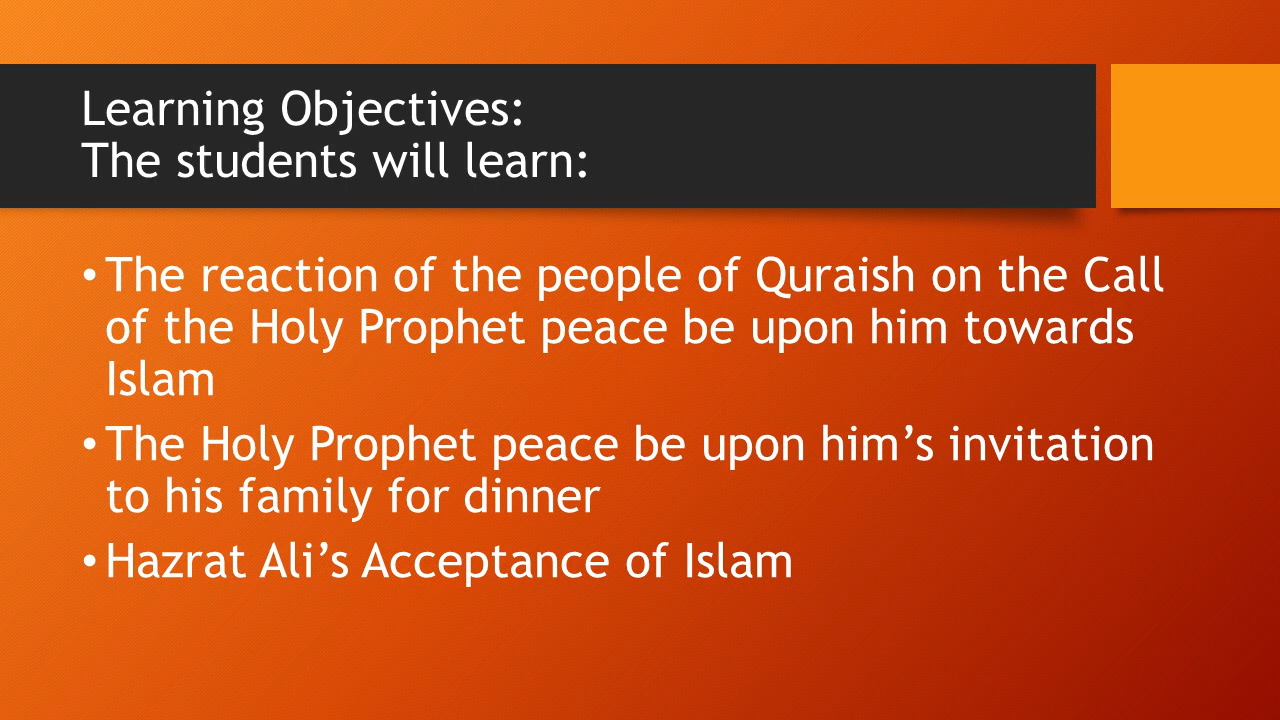 Learning Objectives:
The students will learn:
• The reaction of the people of Quraish on the Call
of the Holy Prophet peace be upon him towards
Islam
• The Holy Prophet peace be upon him’s invitation
to his family for dinner
• Hazrat Ali’s Acceptance of Islam